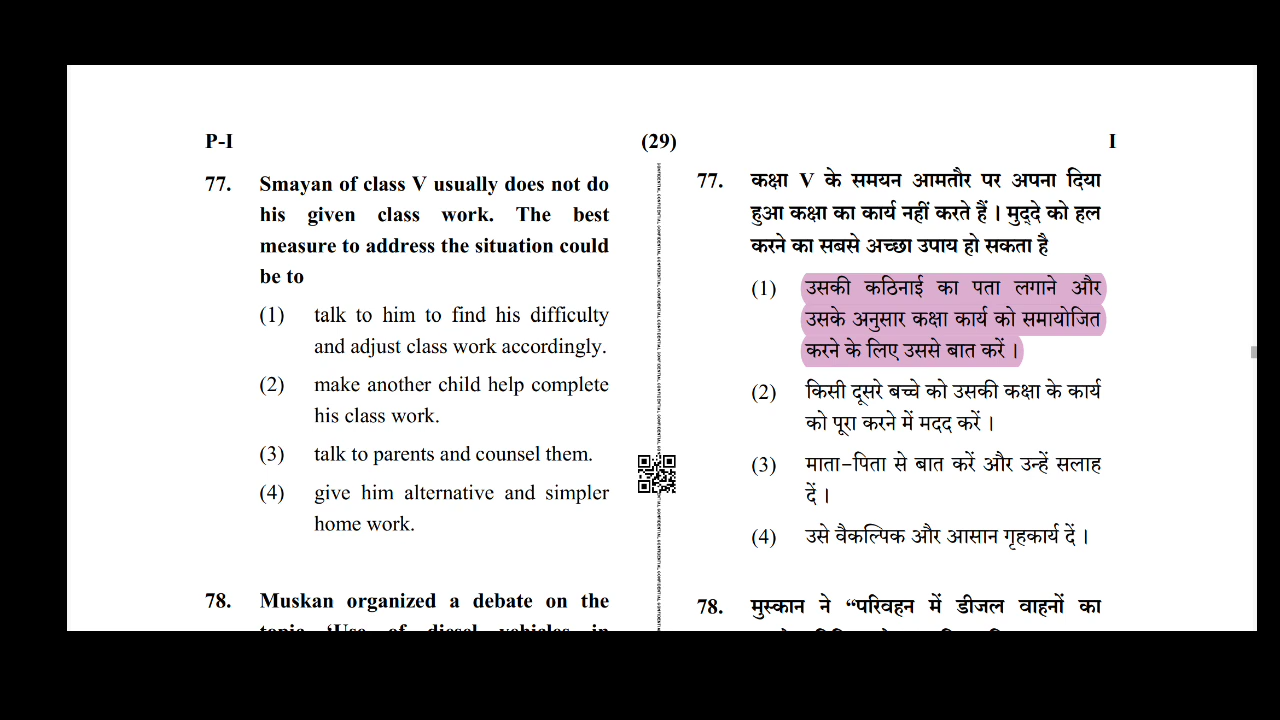 P-I
(29)
I
77. Smayan of class V usually does not do
his given class work. The best
measure to address the situation could
be to
(1) talk to him to find his difficulty
and adjust class work accordingly.
(2) make another child help complete
his class work.
(3) talk to parents and counsel them.
(4) give him alternative and simpler
home work.
78. Muskan organized a debate on the
77. कक्षा V के समयन आमतौर पर अपना दिया
हुआ कक्षा का कार्य नहीं करते हैं । मुद्दे को हल
करने का सबसे अच्छा उपाय हो सकता है
(1) उसकी कठिनाई का पता लगाने और
उसके अनुसार कक्षा कार्य को समायोजित
करने के लिए उससे बात करें ।
(2) किसी दूसरे बच्चे को उसकी कक्षा के कार्य
को पूरा करने में मदद करें ।
(3) माता-पिता से बात करें और उन्हें सलाह
दें ।
(4) उसे वैकल्पिक और आसान गृहकार्य दें ।
78. मुस्कान ने “परिवहन में डीजल वाहनों का